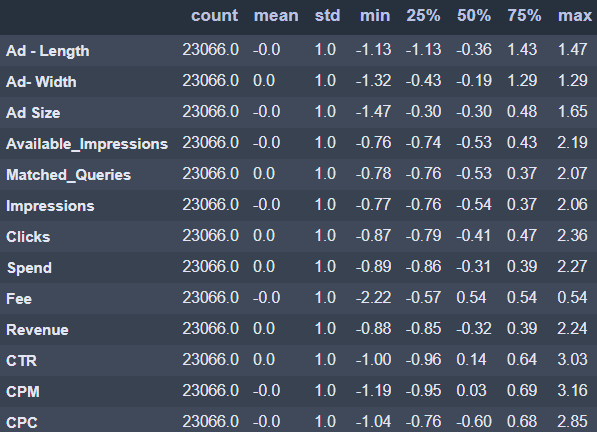 count mean std min 25% 50% 75% max
Ad - Length 23066.0 -0.0 1.0 -1.13 -1.13 -0.36 1.43 1.47
Ad- Width 23066.0 0.0 1.0 -1.32 -0.43 -0.19 1.29 1.29
Ad Size 23066.0 -0.0 1.0 -1.47 -0.30 -0.30 0.48 1.65
Available_Impressions 23066.0 -0.0 1.0 -0.76 -0.74 -0.53 0.43 2.19
Matched_Queries 23066.0 0.0 1.0 -0.78 -0.76 -0.53 0.37 2.07
Impressions 23066.0 -0.0 1.0 -0.77 -0.76 -0.54 0.37 2.06
Clicks 23066.0 0.0 1.0 -0.87 -0.79 -0.41 0.47 2.36
Spend 23066.0 0.0 1.0 -0.89 -0.86 -0.31 0.39 2.27
Fee 23066.0 -0.0 1.0 -2.22 -0.57 0.54 0.54 0.54
Revenue 23066.0 0.0 1.0 -0.88 -0.85 -0.32 0.39 2.24
CTR 23066.0 0.0 1.0 -1.00 -0.96 0.14 0.64 3.03
CPM 23066.0 -0.0 1.0 -1.19 -0.95 0.03 0.69 3.16
CPC 23066.0 -0.0 1.0 -1.04 -0.76 -0.60 0.68 2.85